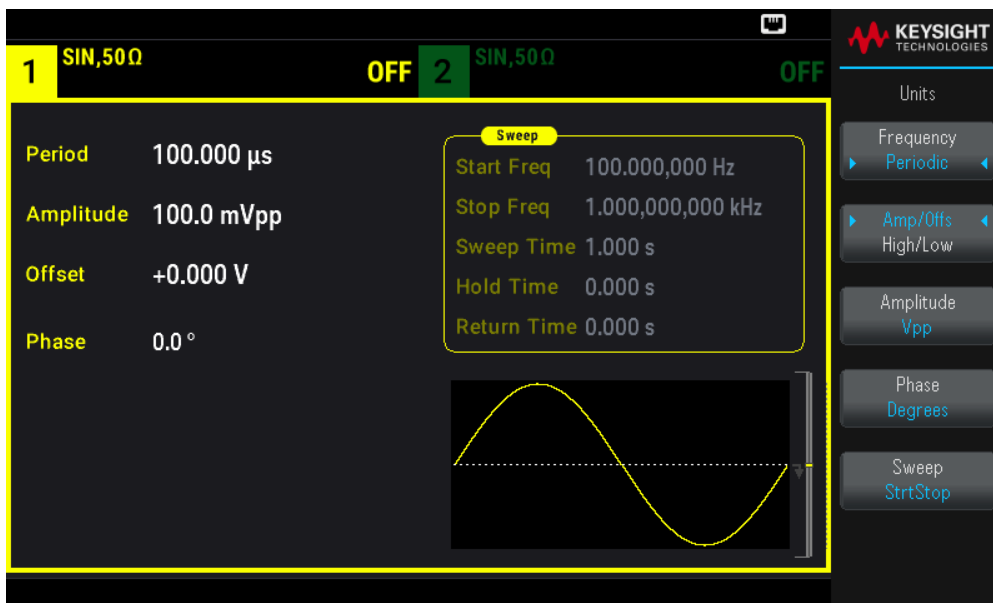 1
SIN,50Ω
OFF
2
SIN,50Ω
OFF
Period 100.000 µs
Amplitude 100.0 mVpp
Offset +0.000 V
Phase 0.0 °
Sweep
Start Freq 100.000,000 Hz
Stop Freq 1.000,000,000 kHz
Sweep Time 1.000 s
Hold Time 0.000 s
Return Time 0.000 s
KEYSIGHT
TECHNOLOGIES
Units
Frequency
Periodic
Amp/Offs
High/Low
Amplitude
Vpp
Phase
Degrees
Sweep
StrtStop